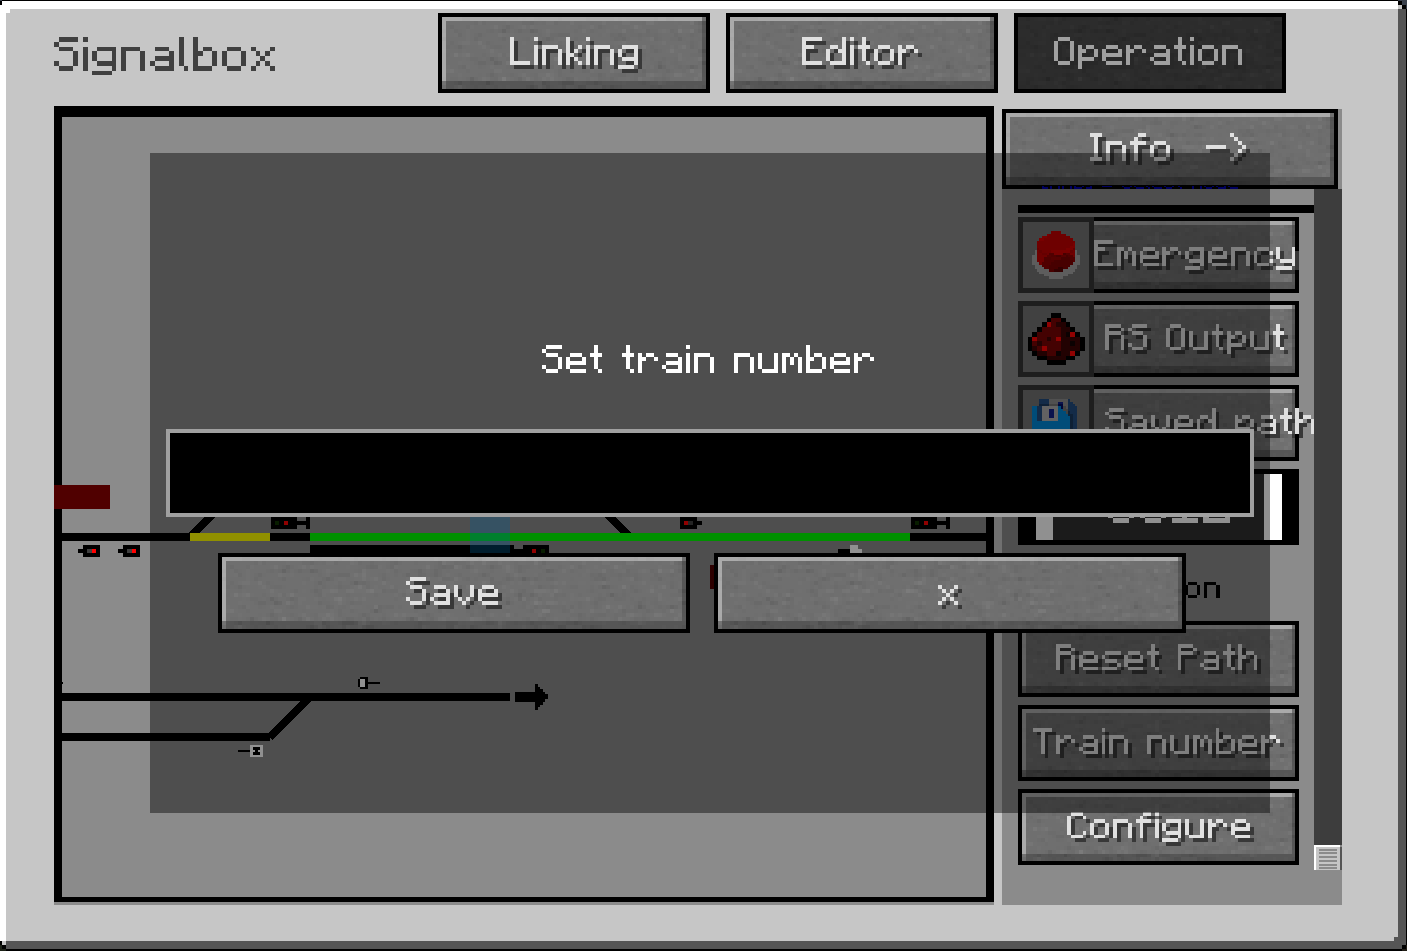 Signalbox
Linking
Editor
Operation
Info ->
Emergency
RS Output
Saved path
Set train number
Save
x
on
Reset Path
Train number
Configure